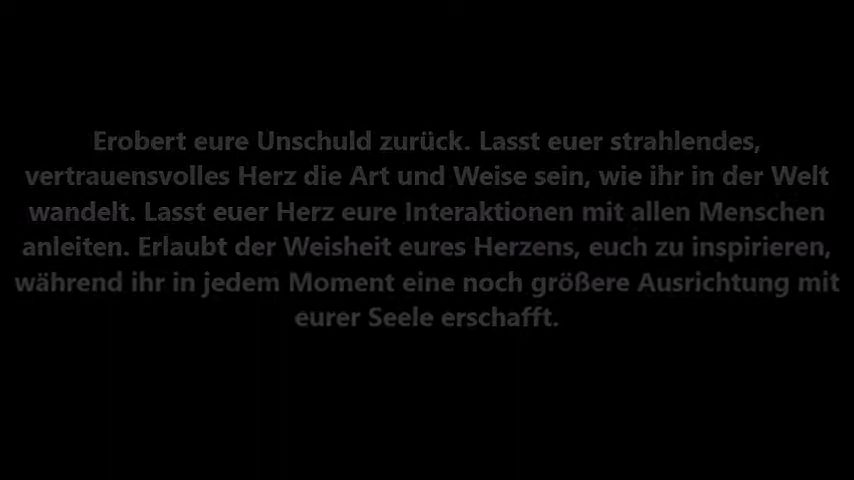 Erobert eure Unschuld zurück. Lasst euer strahlendes,
vertrauensvolles Herz die Art und Weise sein, wie ihr in der Welt
wandelt. Lasst euer Herz eure Interaktionen mit allen Menschen
anleiten. Erlaubt der Weisheit eures Herzens, euch zu inspirieren,
während ihr in jedem Moment eine noch größere Ausrichtung mit
eurer Seele erschafft.